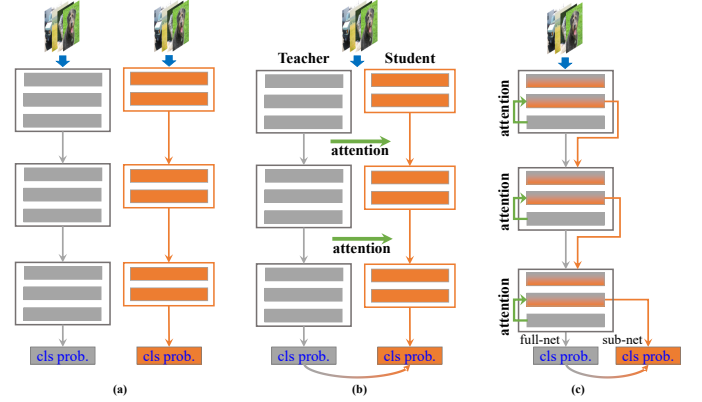 Teacher
Student
attention
attention
attention
attention
attention
full-net
sub-net
cls prob.
cls prob.
cls prob.
cls prob.
cls prob.
cls prob.
(a)
(b)
(c)